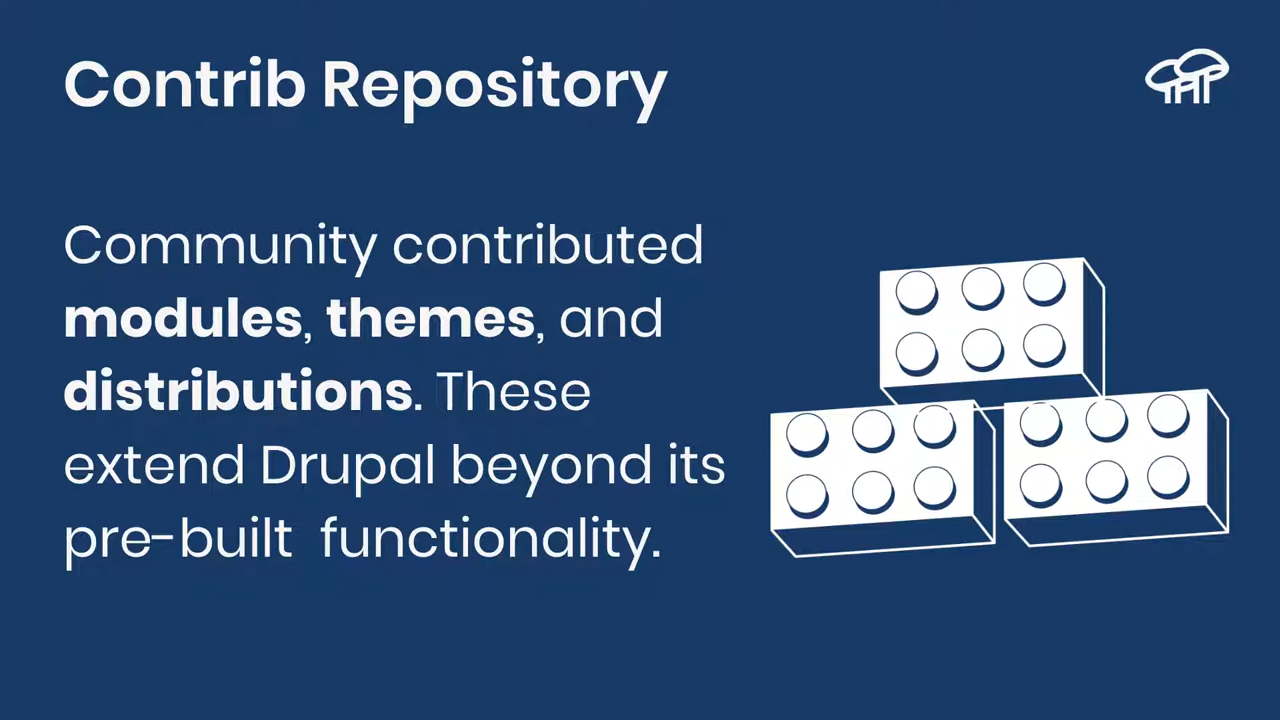 Contrib Repository
Community contributed
modules, themes, and
distributions. These
extend Drupal beyond its
pre-built functionality.